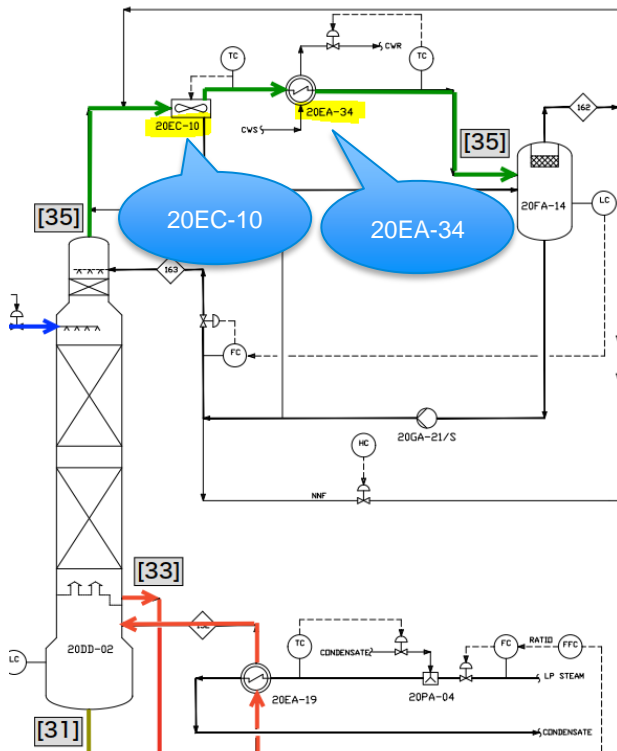 TC
TC
CWR
20EC-10
20EA-34
CWS
162
[35]
[35]
20EC-10
20EA-34
20FA-14
LC
163
FC
20GA-21/S
HC
NNF
[33]
20DD-02
LC
TC
CONDENSATE
FC
RATIO
FFC
LP STEAM
20EA-19
20PA-04
[31]
CONDENSATE